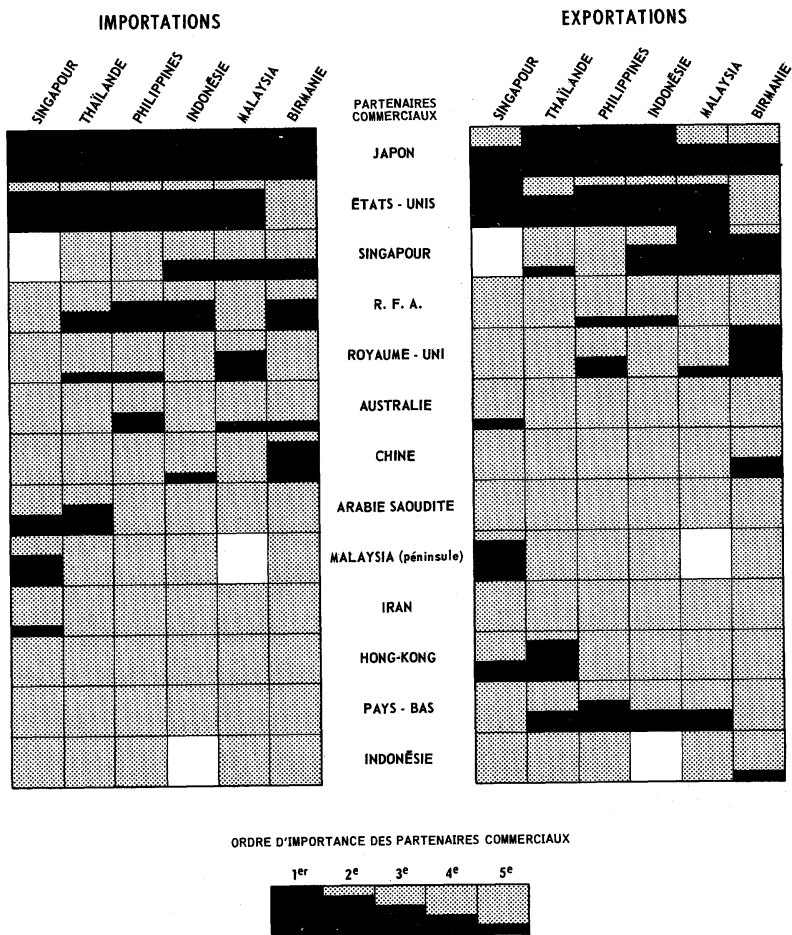 IMPORTATIONS
EXPORTATIONS
SINGAPOUR
THAÏLANDE
PHILIPPINES
INDONÉSIE
MALAYSIA
BIRMANIE
PARTENAIRES
COMMERCIAUX
SINGAPOUR
THAÏLANDE
PHILIPPINES
INDONÉSIE
MALAYSIA
BIRMANIE
JAPON
ÉTATS - UNIS
SINGAPOUR
R. F. A.
ROYAUME - UNI
AUSTRALIE
CHINE
ARABIE SAOUDITE
MALAYSIA (péninsule)
IRAN
HONG-KONG
PAYS - BAS
INDONÉSIE
ORDRE D'IMPORTANCE DES PARTENAIRES COMMERCIAUX
1er 2e 3e 4e 5e